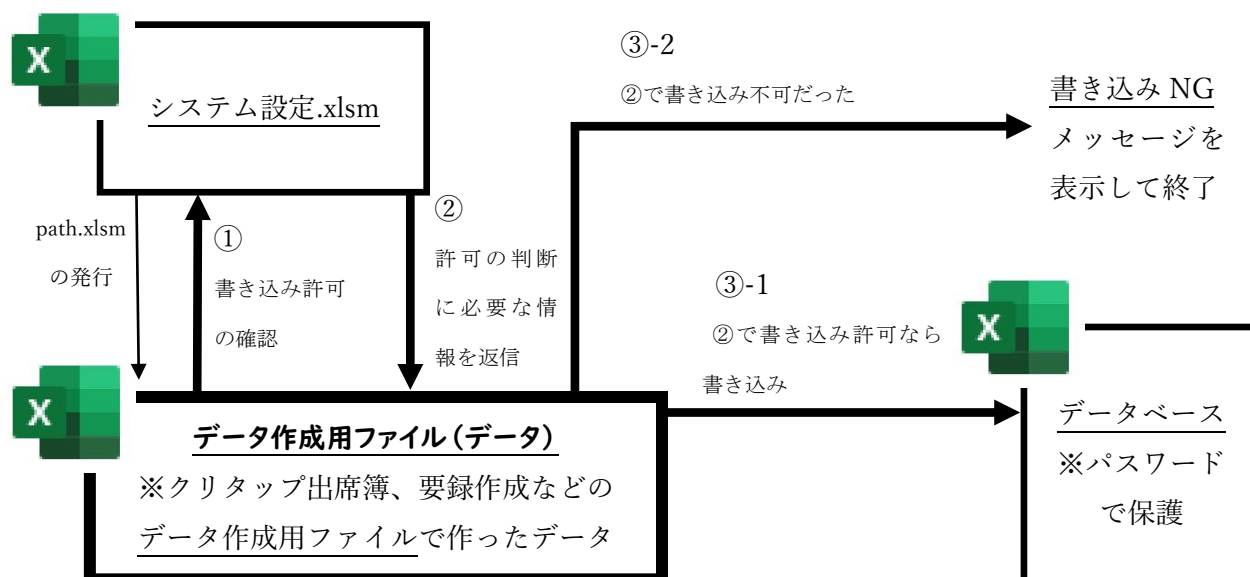 X
システム設定.xlsm
path.xlsm
の発行
①
書き込み許可
の確認
②
許可の判断
に必要な情
報を返信
③-2
②で書き込み不可だった
書き込み NG
メッセージを
表示して終了
③-1
②で書き込み許可なら
書き込み
X
データベース
※パスワード
で保護
X
データ作成用ファイル(データ)
※クリタップ出席簿、要録作成などの
データ作成用ファイルで作ったデータ